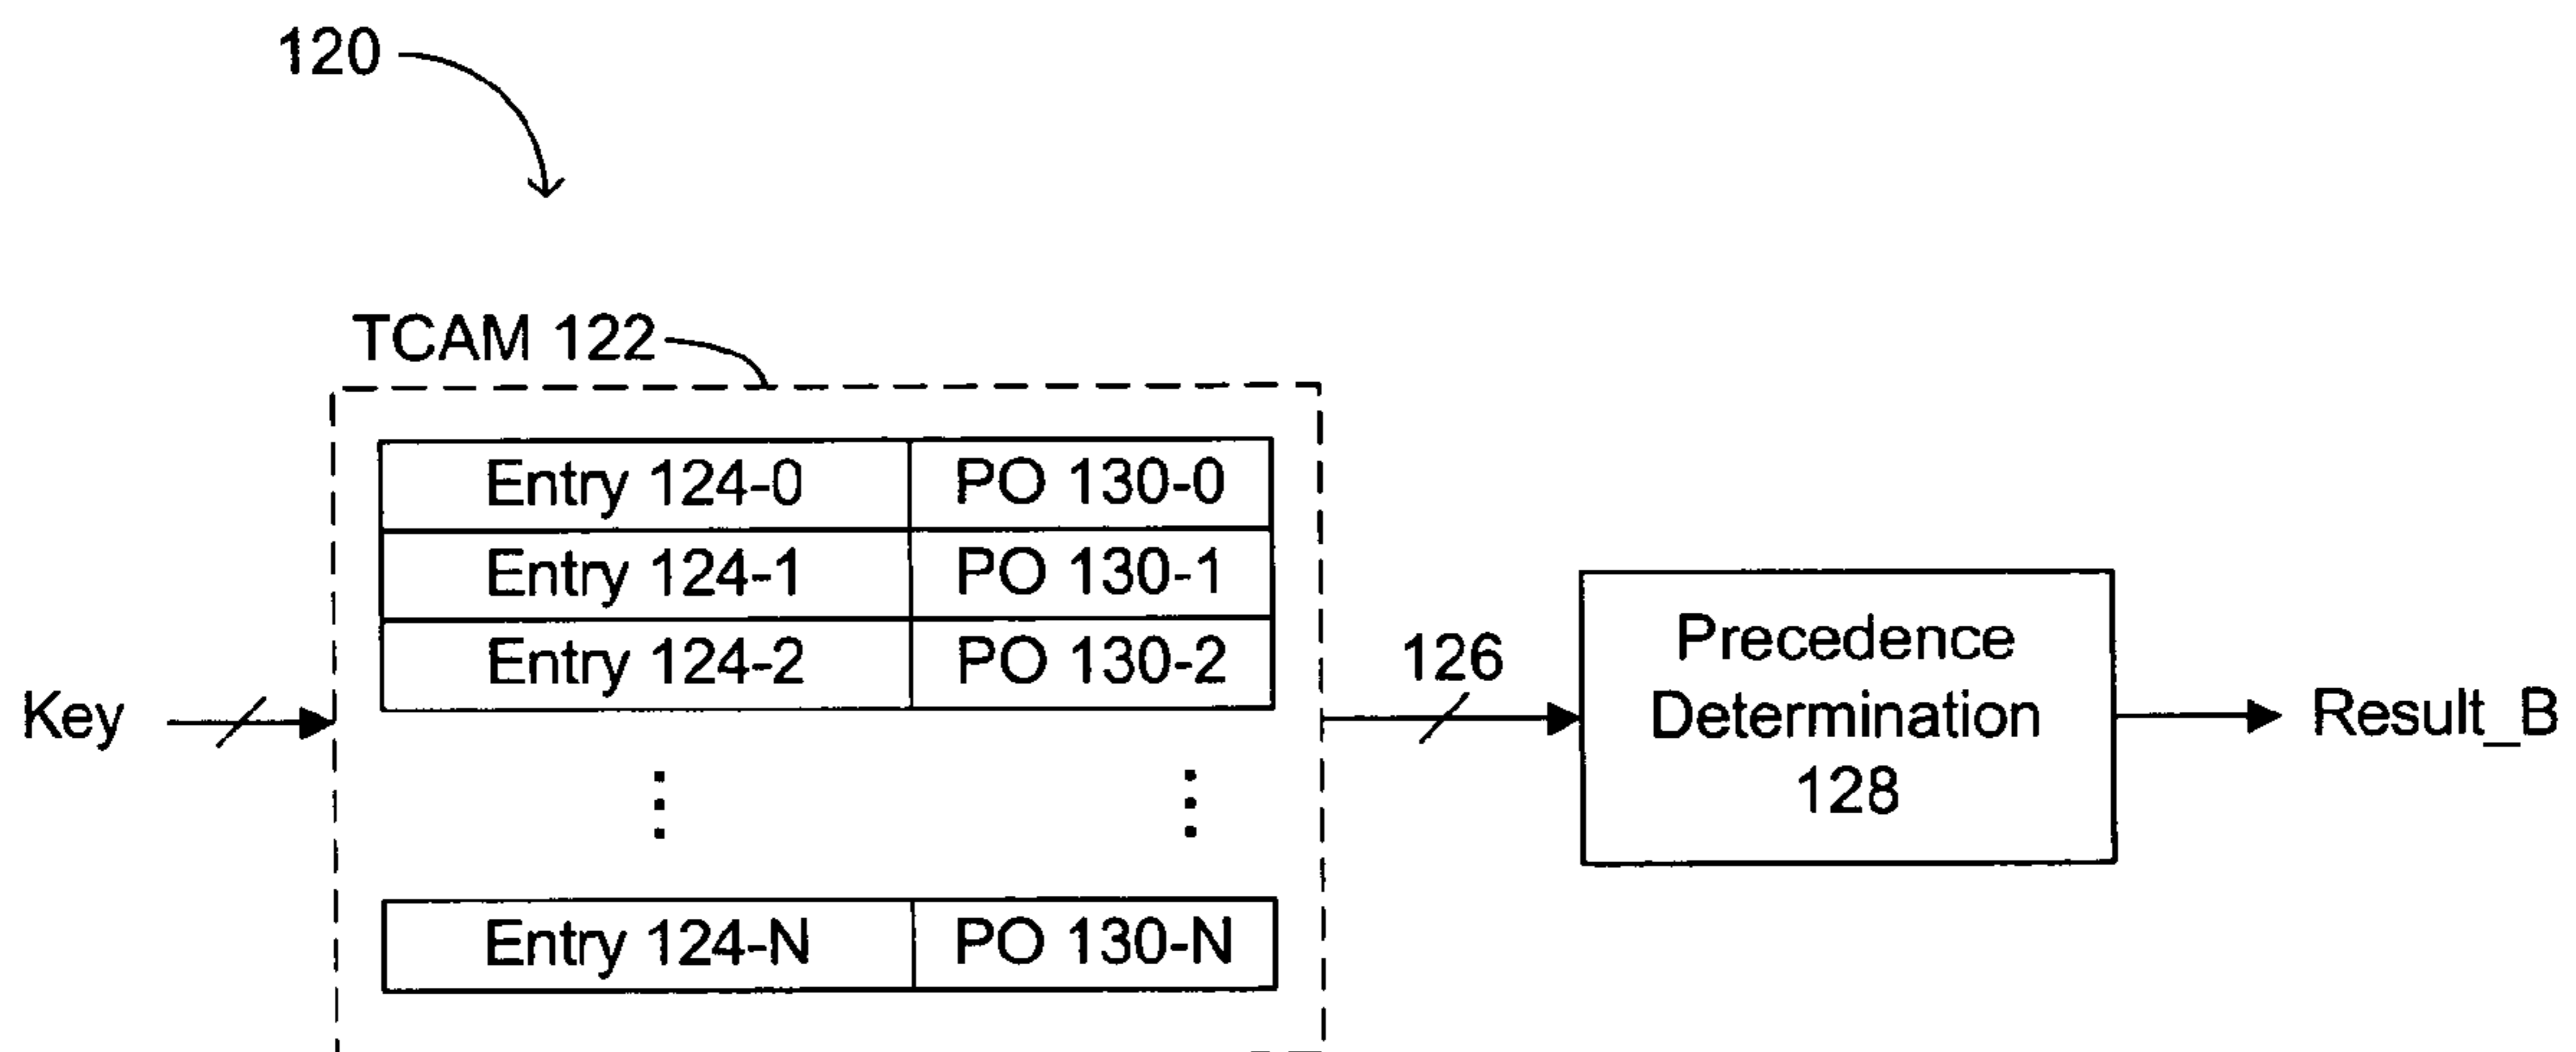 120
TCAM 122
Entry 124-0 PO 130-0
Entry 124-1 PO 130-1
Entry 124-2 PO 130-2
Entry 124-N PO 130-N
Key
126
Precedence
Determination
128
Result_B